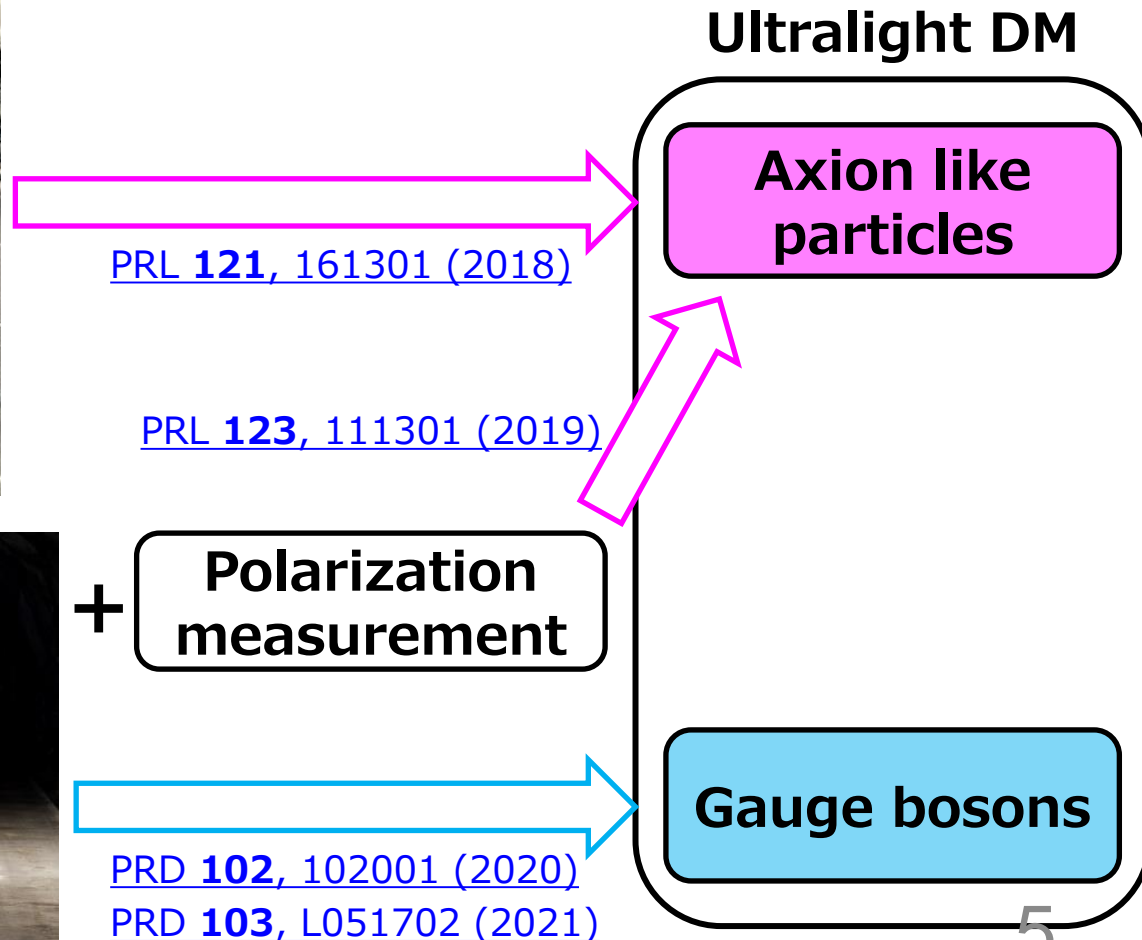 Ultralight DM
Axion like
particles
PRL 121, 161301 (2018)
PRL 123, 111301 (2019)
+
Polarization
measurement
Gauge bosons
PRD 102, 102001 (2020)
PRD 103, L051702 (2021)
5